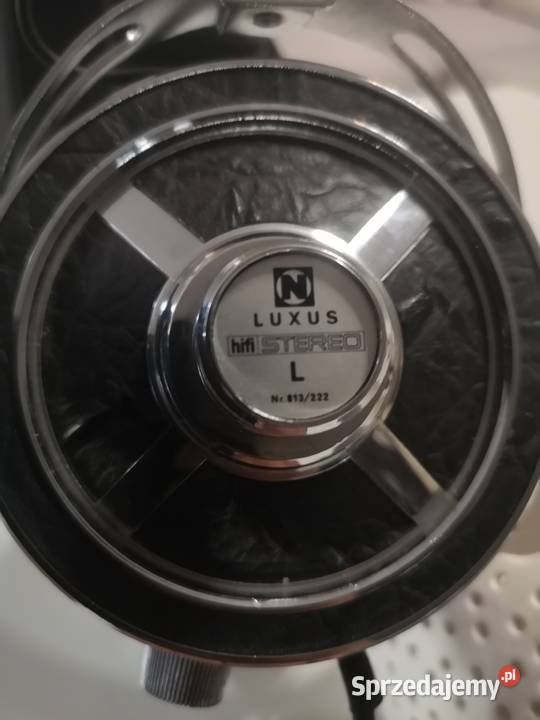 N
LUXUS
hifi STEREO
L
Nr. 813/222
Sprzedajemy.pl